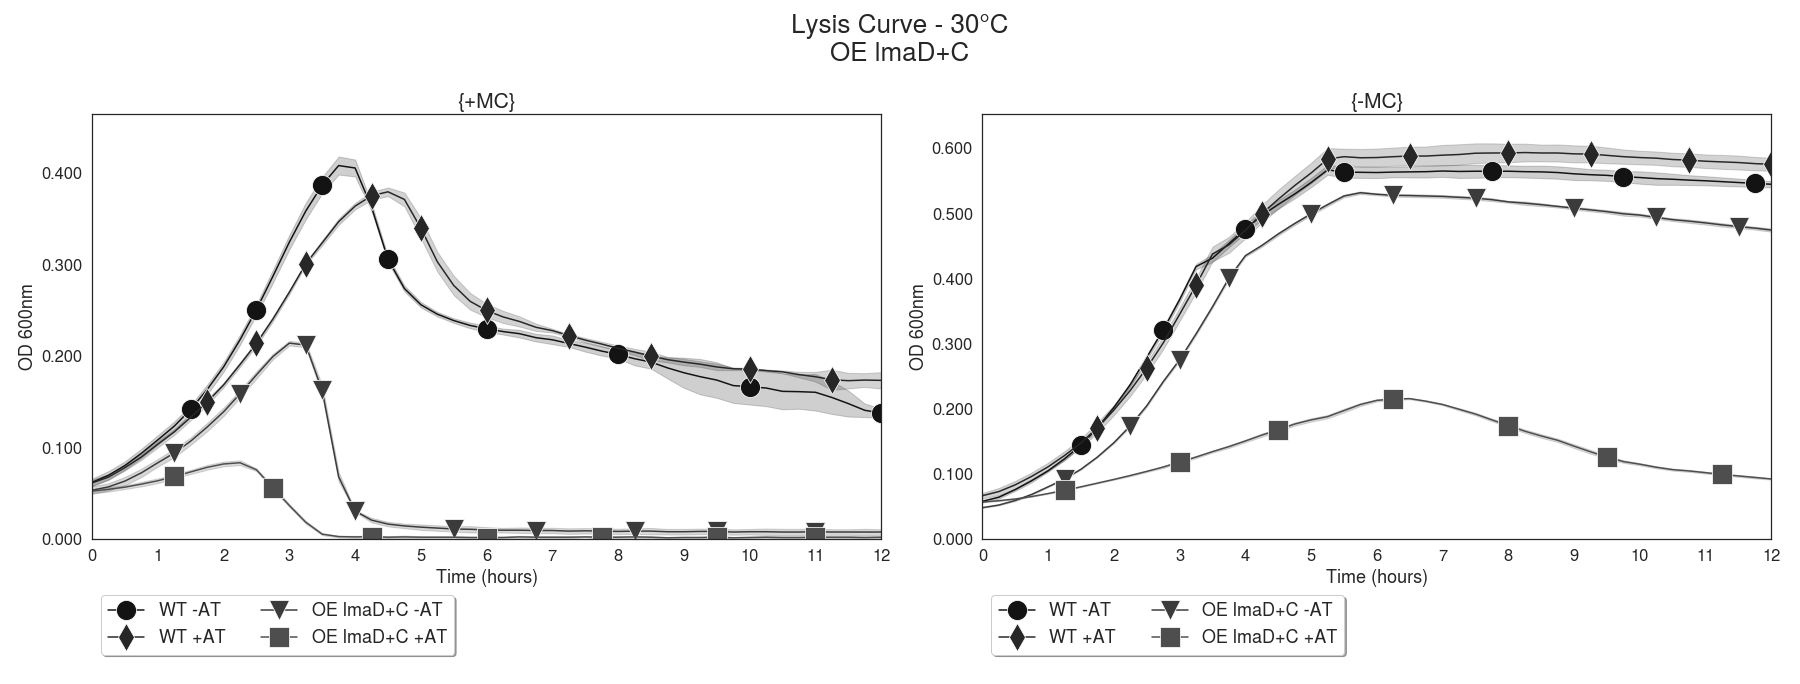 Lysis Curve - 30°C
OE lmaD+C
{+MC}
OD 600nm
0.400
0.300
0.200
0.100
0.000
0 1 2 3 4 5 6 7 8 9 10 11 12
Time (hours)
WT -AT
WT +AT
OE lmaD+C -AT
OE lmaD+C +AT
{-MC}
OD 600nm
0.600
0.500
0.400
0.300
0.200
0.100
0.000
0 1 2 3 4 5 6 7 8 9 10 11 12
Time (hours)
WT -AT
WT +AT
OE lmaD+C -AT
OE lmaD+C +AT